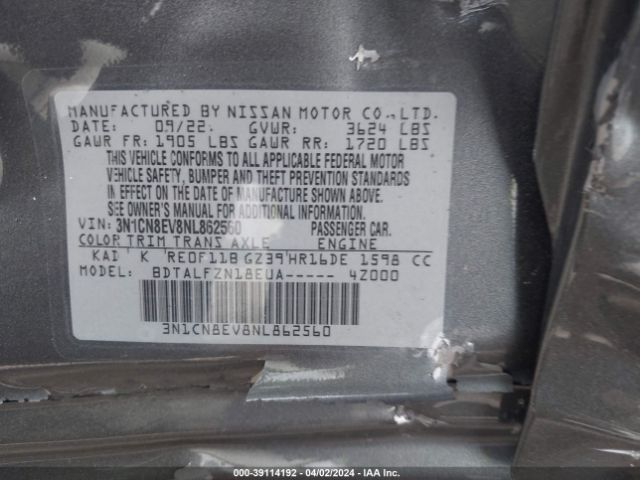 MANUFACTURED BY NISSAN MOTOR CO.,LTD.
DATE: 09/22. GVWR: 3624 LBS
GAWR FR: 1905 LBS GAWR RR: 1720 LBS
THIS VEHICLE CONFORMS TO ALL APPLICABLE FEDERAL MOTOR
VEHICLE SAFETY, BUMPER AND THEFT PREVENTION STANDARDS
IN EFFECT ON THE DATE OF MANUFACTURE SHOWN ABOVE.
SEE OWNER'S MANUAL FOR ADDITIONAL INFORMATION.
VIN: 3N1CN8EV8NL862560 PASSENGER CAR.
COLOR TRIM TRANS AXLE ENGINE
KAD K RE0F11B GZ39 HR16DE 1598 CC
MODEL: BDTALFZN18EUA----- 4Z000
3N1CN8EV8NL862560
000-39114192 - 04/02/2024 - IAA Inc.